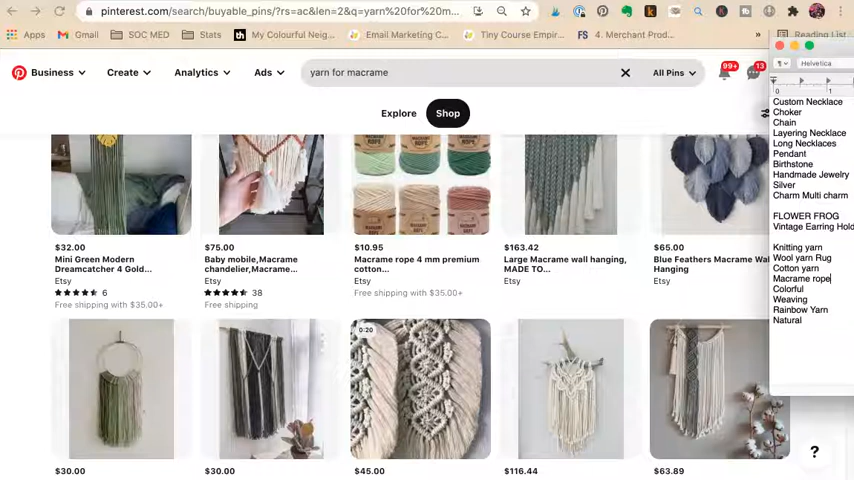 pinterest.com/search/buyable_pins/?rs=ac&len=2&q=yarn%20for%20m...
Apps
Gmail
SOC MED
Stats
My Colourful Neig...
Email Marketing C...
Tiny Course Empir...
4. Merchant Prod...
»
Reading List
Business
Create
Analytics
Ads
yarn for macrame
All Pins
99+
13
Explore
Shop
Helvetica
0
1
Custom Necklace
Choker
Chain
Layering Necklace
Long Necklaces
Pendant
Birthstone
Handmade Jewelry
Silver
Charm Multi charm
FLOWER FROG
Vintage Earring Hold
Knitting yarn
Wool yarn Rug
Cotton yarn
Macrame rope
Colorful
Weaving
Rainbow Yarn
Natural
$32.00
Mini Green Modern
Dreamcatcher 4 Gold...
Etsy
6
Free shipping with $35.00+
$75.00
Baby mobile,Macrame
chandelier,Macrame...
Etsy
38
Free shipping
$10.95
Macrame rope 4 mm premium
cotton...
Etsy
Free shipping with $35.00+
$163.42
Large Macrame wall hanging,
MADE TO...
Etsy
$65.00
Blue Feathers Macrame Wa
Hanging
Etsy
0:20
$30.00
$30.00
$45.00
$116.44
$63.89
?